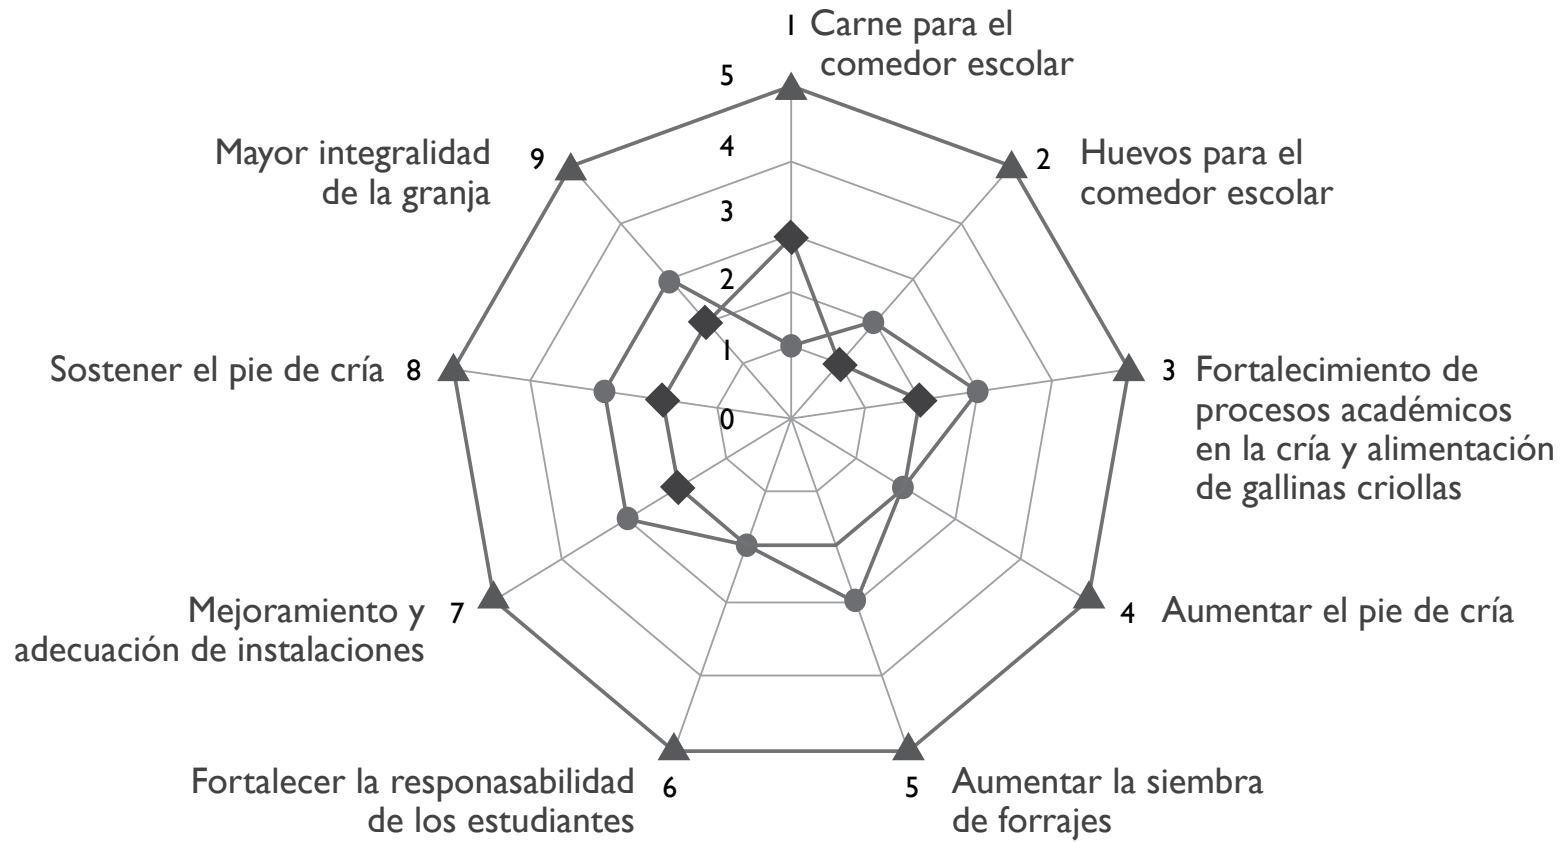 1 Carne para el
comedor escolar
5
4
3
2
1
0
2 Huevos para el
comedor escolar
3 Fortalecimiento de
procesos académicos
en la cría y alimentación
de gallinas criollas
4 Aumentar el pie de cría
5 Aumentar la siembra
de forrajes
6 Fortalecer la responasabilidad
de los estudiantes
7 Mejoramiento y
adecuación de instalaciones
8 Sostener el pie de cría
9 Mayor integralidad
de la granja